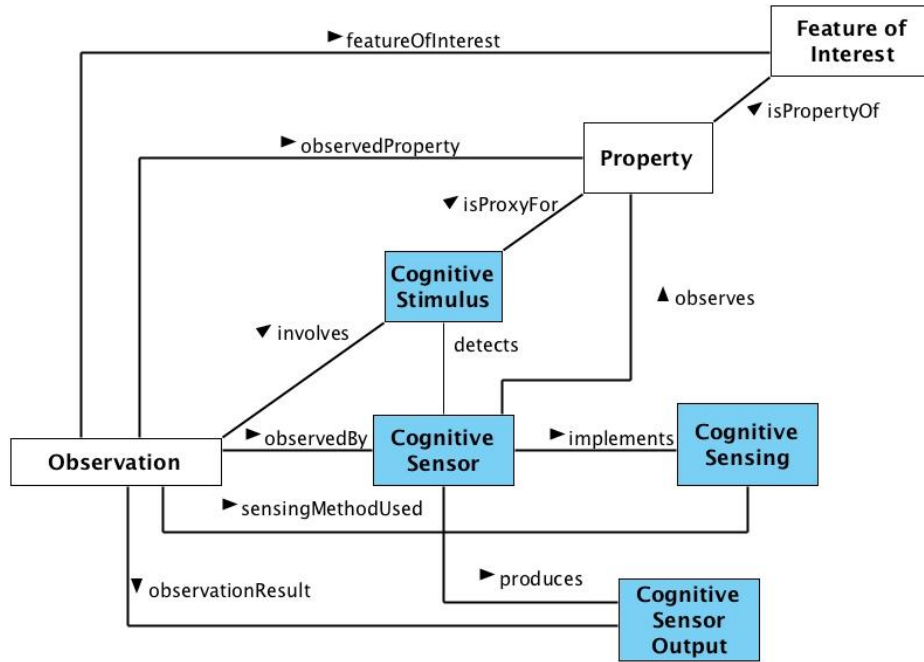 featureOfInterest
Feature of
Interest
isPropertyOf
observedProperty
Property
isProxyFor
Cognitive
Stimulus
observes
involves
detects
observedBy
Cognitive
Sensor
implements
Cognitive
Sensing
Observation
sensingMethodUsed
produces
observationResult
Cognitive
Sensor
Output